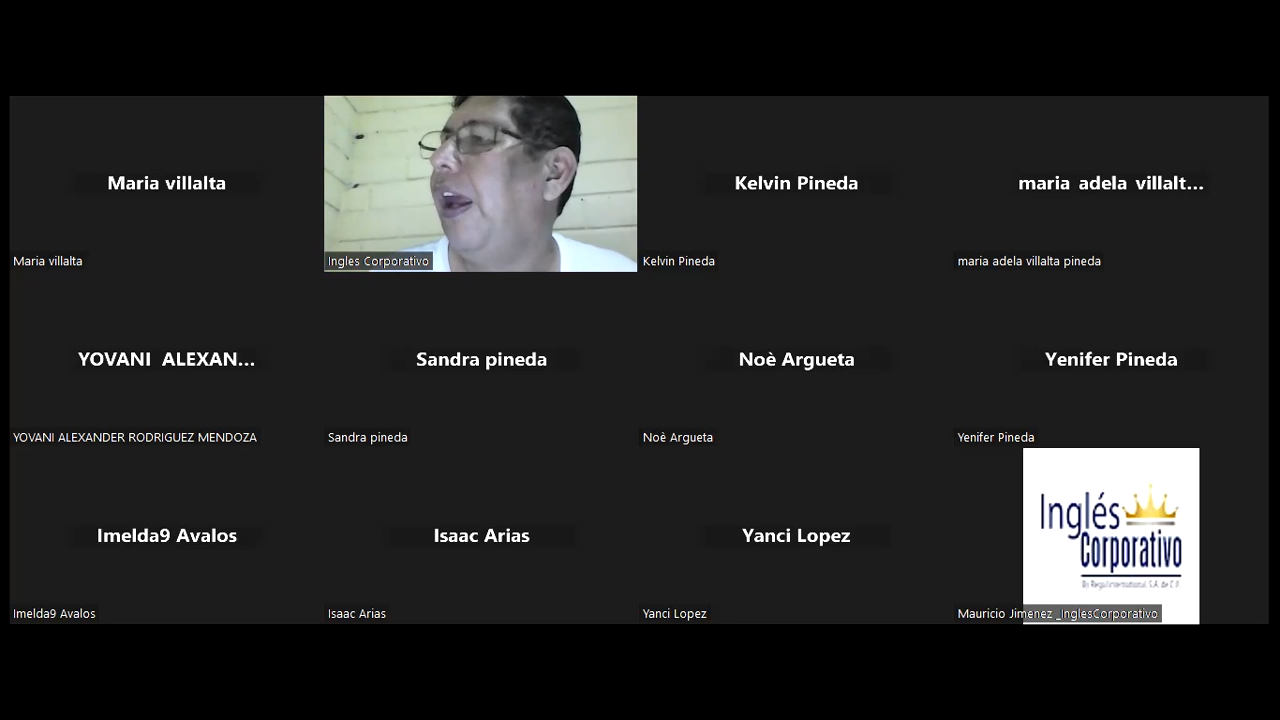 Maria villalta
Maria villalta
Ingles Corporativo
Kelvin Pineda
Kelvin Pineda
maria adela villalt...
maria adela villalta pineda
YOVANI ALEXAN...
YOVANI ALEXANDER RODRIGUEZ MENDOZA
Sandra pineda
Sandra pineda
Noè Argueta
Noè Argueta
Yenifer Pineda
Yenifer Pineda
Imelda9 Avalos
Imelda9 Avalos
Isaac Arias
Isaac Arias
Yanci Lopez
Yanci Lopez
Inglés
Corporativo
S.A. de C.V.
Mauricio Jimenez _InglesCorporativo